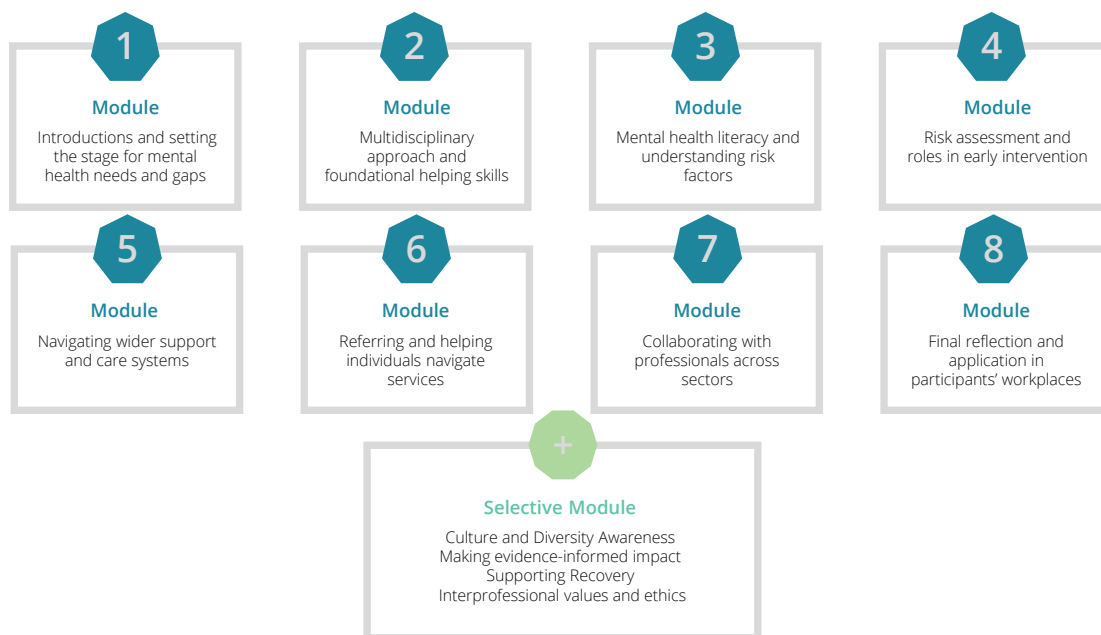 1
Module
Introductions and setting
the stage for mental
health needs and gaps
2
Module
Multidisciplinary
approach and
foundational helping skills
3
Module
Mental health literacy and
understanding risk
factors
4
Module
Risk assessment and
roles in early intervention
5
Module
Navigating wider support
and care systems
6
Module
Referring and helping
individuals navigate
services
7
Module
Collaborating with
professionals across
sectors
8
Module
Final reflection and
application in
participants’ workplaces
+
Selective Module
Culture and Diversity Awareness
Making evidence-informed impact
Supporting Recovery
Interprofessional values and ethics